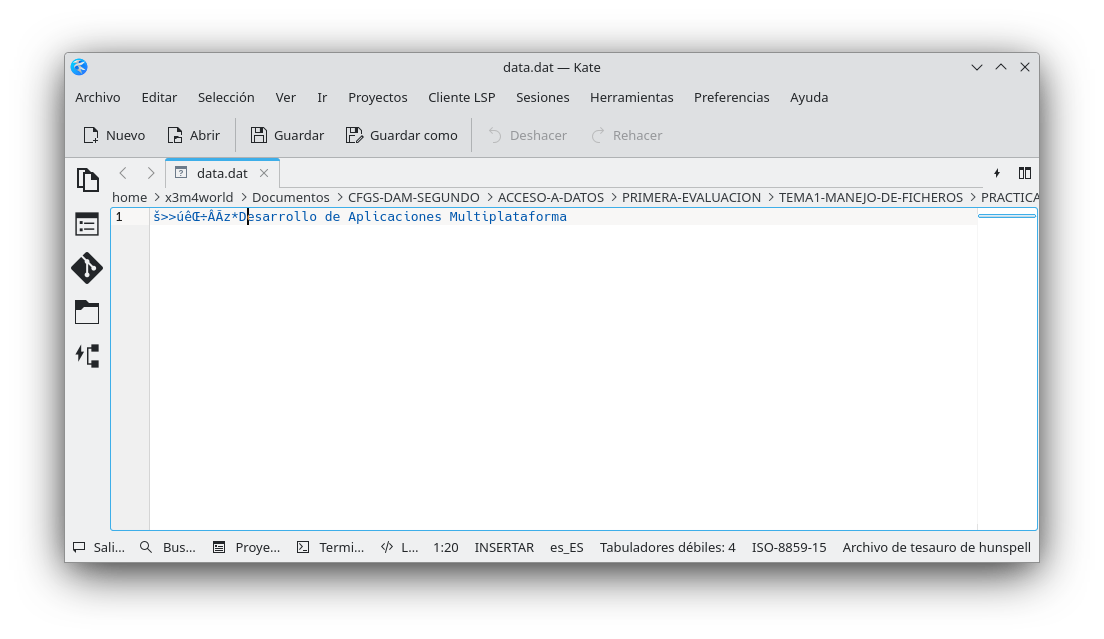 data.dat — Kate
Archivo Editar Selección Ver Ir Proyectos Cliente LSP Sesiones Herramientas Preferencias Ayuda
Nuevo Abrir Guardar Guardar como Deshacer Rehacer
data.dat
home > x3m4world > Documentos > CFGS-DAM-SEGUNDO > ACCESO-A-DATOS > PRIMERA-EVALUACION > TEMA1-MANEJO-DE-FICHEROS > PRACTICA
1 š>>úêŒ÷ÂÃz*Desarrollo de Aplicaciones Multiplataforma
Sali... Bus... Proye... Termi... L... 1:20 INSERTAR es_ES Tabuladores débiles: 4 ISO-8859-15 Archivo de tesauro de hunspell